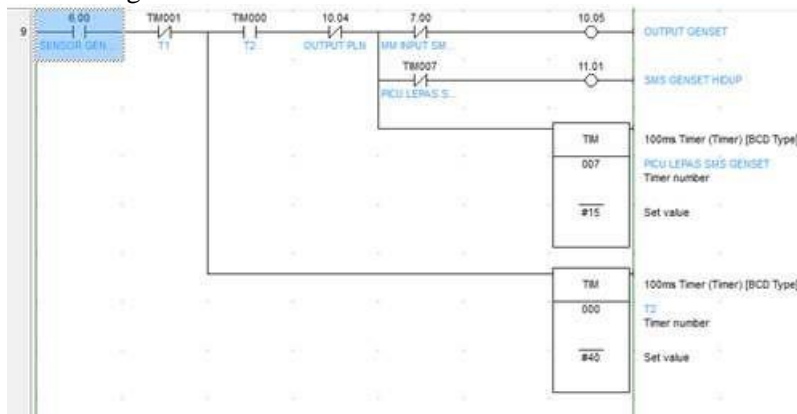 9
6.00 TIM001 TIM000 10.04 7.00 10.05
SENSOR GEN... T1 T2 OUTPUT PLN MM INPUT SM... OUTPUT GENSET
TIM007 11.01
PICU LEPAS S... SMS GENSET HIDUP
TIM 100ms Timer (Timer) [BCD Type]
007 PICU LEPAS SMS GENSET
Timer number
#15 Set value
TIM 100ms Timer (Timer) [BCD Type]
000 T2
Timer number
#40 Set value